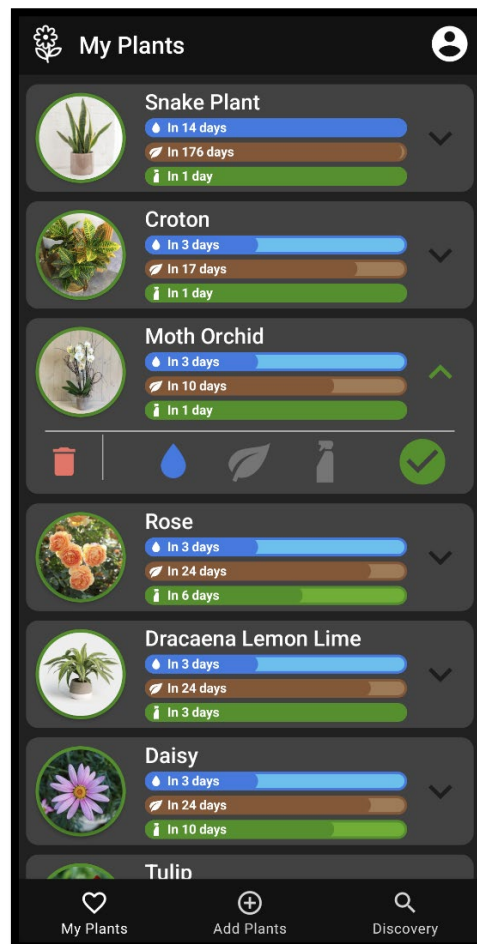 My Plants
Snake Plant
In 14 days
In 176 days
In 1 day
Croton
In 3 days
In 17 days
In 1 day
Moth Orchid
In 3 days
In 10 days
In 1 day
Rose
In 3 days
In 24 days
In 6 days
Dracaena Lemon Lime
In 3 days
In 24 days
In 3 days
Daisy
In 3 days
In 24 days
In 10 days
Tulip
My Plants
Add Plants
Discovery